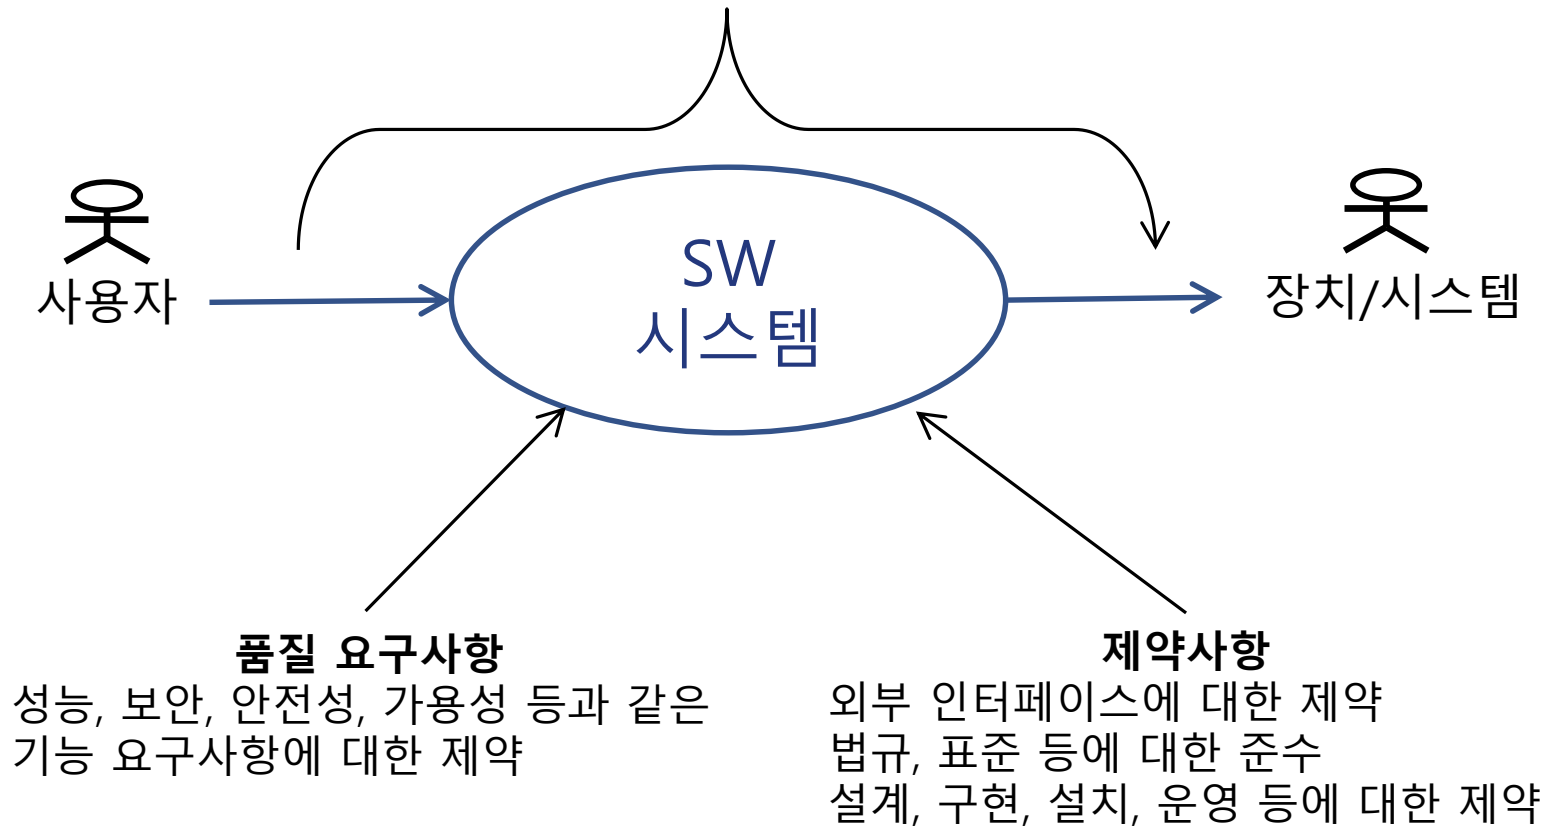 SW
시스템
사용자
장치/시스템
품질 요구사항
성능, 보안, 안전성, 가용성 등과 같은
기능 요구사항에 대한 제약
제약사항
외부 인터페이스에 대한 제약
법규, 표준 등에 대한 준수
설계, 구현, 설치, 운영 등에 대한 제약